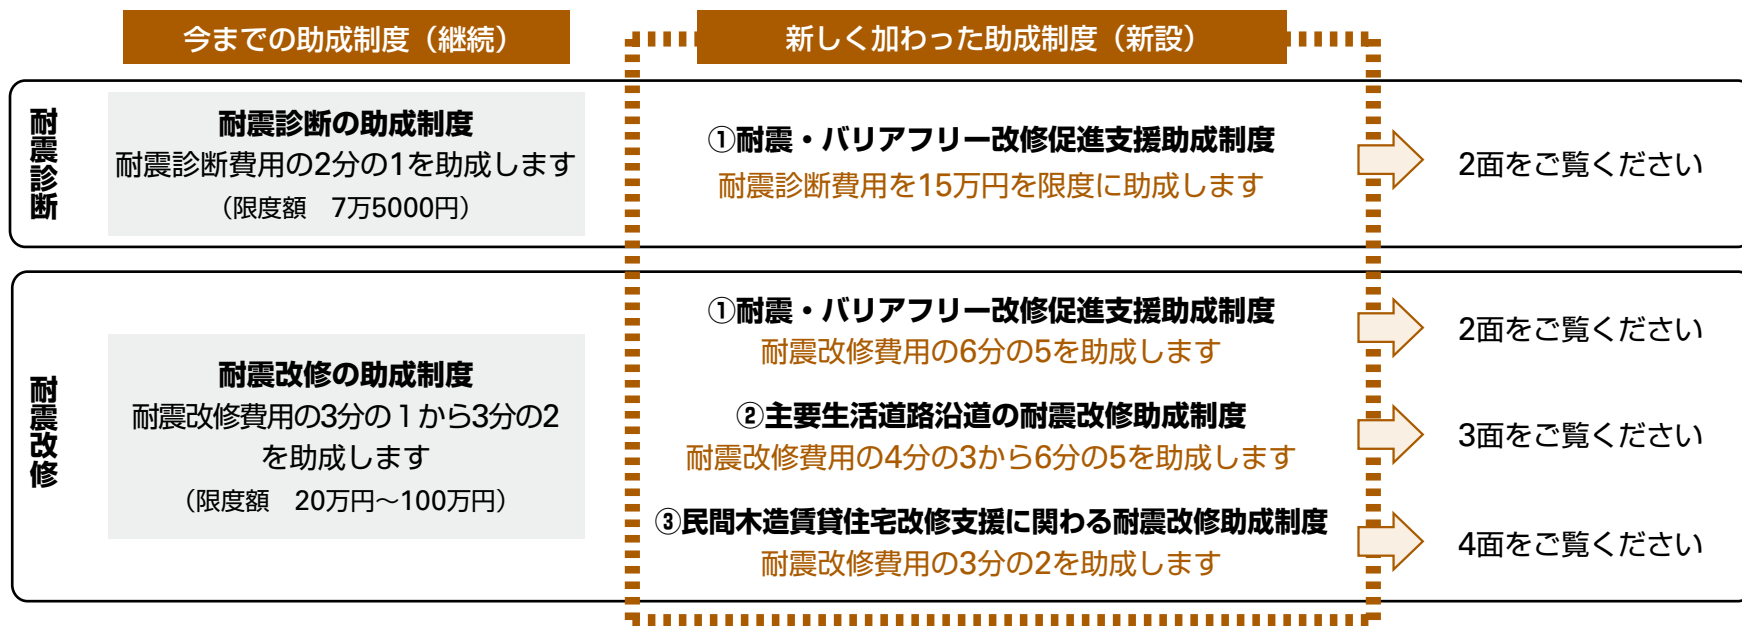 今までの助成制度（継続）
新しく加わった助成制度（新設）
耐震診断
耐震診断の助成制度
耐震診断費用の2分の1を助成します
（限度額　7万5000円）
①耐震・バリアフリー改修促進支援助成制度
耐震診断費用を15万円を限度に助成します
2面をご覧ください
耐震改修
耐震改修の助成制度
耐震改修費用の3分の１から3分の2
を助成します
（限度額　20万円～100万円）
①耐震・バリアフリー改修促進支援助成制度
耐震改修費用の6分の5を助成します
2面をご覧ください
②主要生活道路沿道の耐震改修助成制度
耐震改修費用の4分の3から6分の5を助成します
3面をご覧ください
③民間木造賃貸住宅改修支援に関わる耐震改修助成制度
耐震改修費用の3分の2を助成します
4面をご覧ください